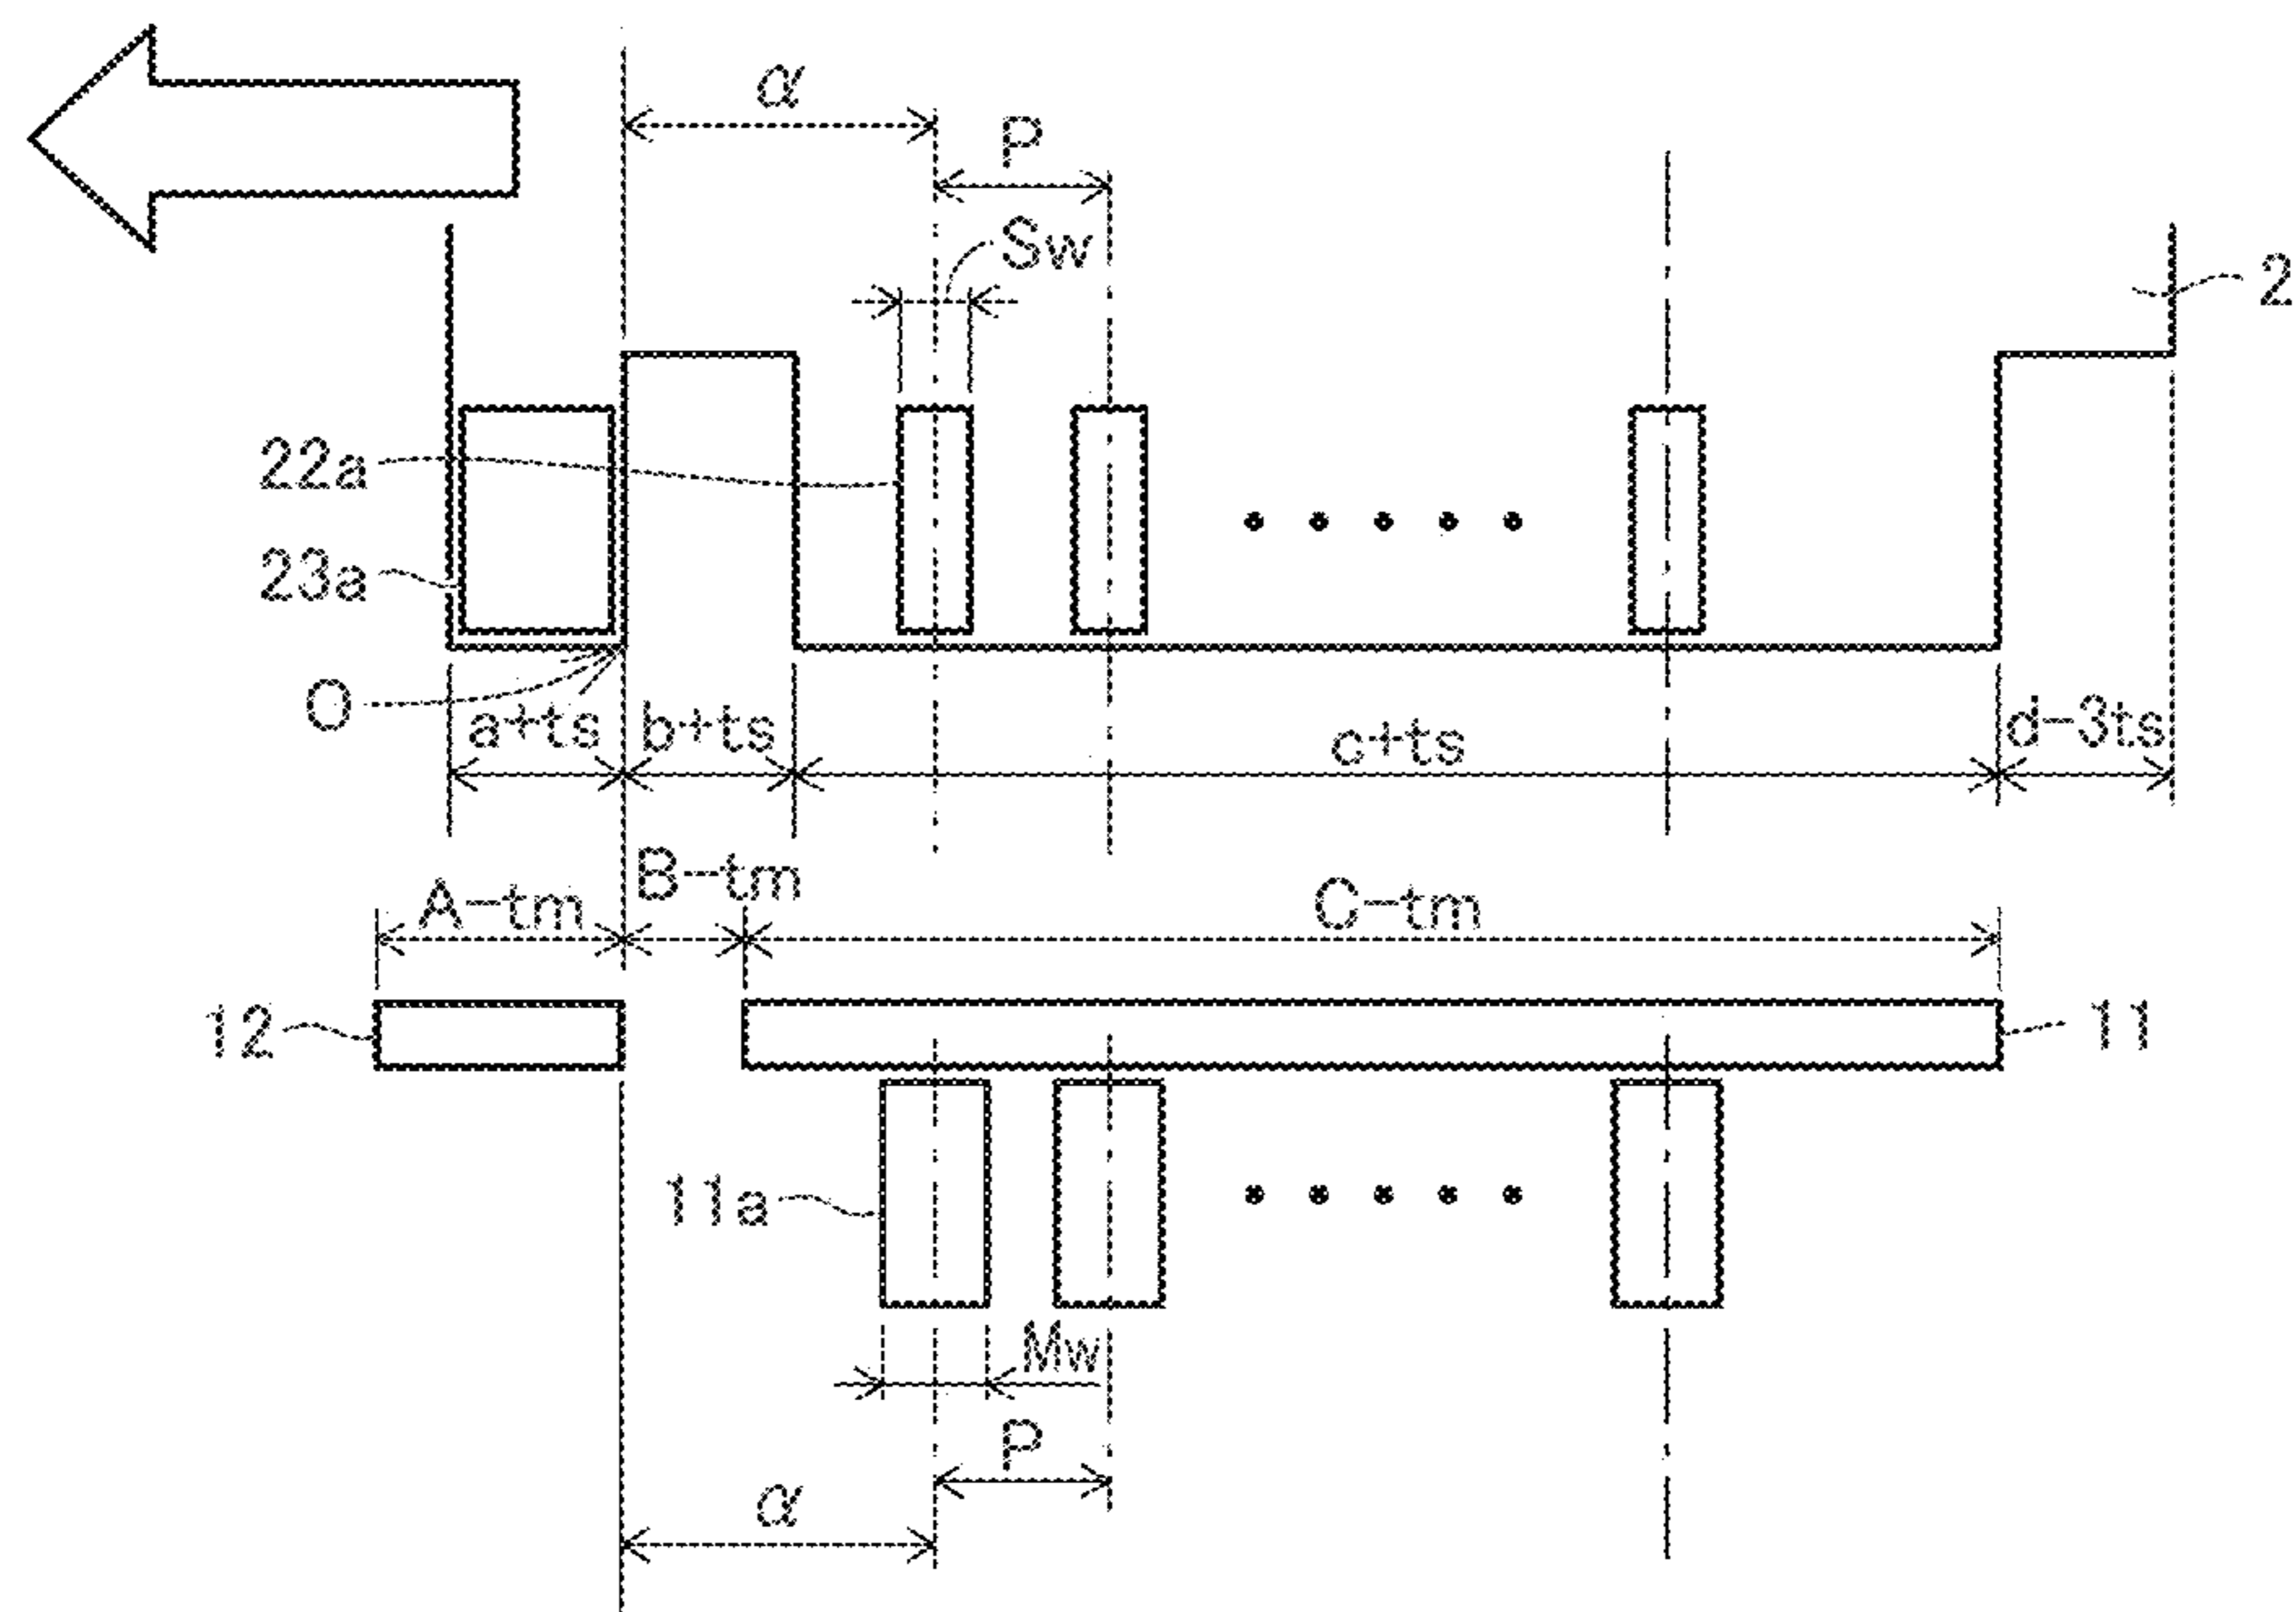 α
P
Sw
2
22a
23a
O
a+ts b+ts c+ts d-3ts
A-tm B-tm C-tm
12 11
11a
Mw
P
α